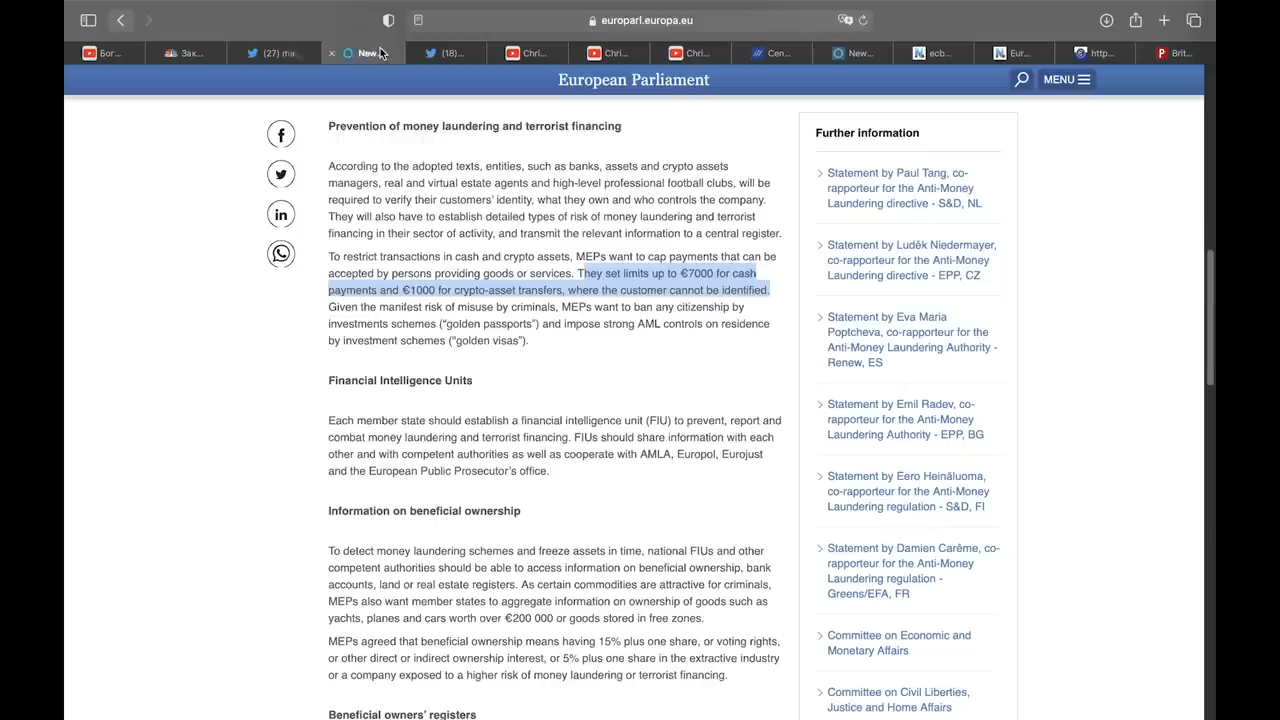 europarl.europa.eu
Бог...
Зак...
(27) ma
New...
(18)...
Chri...
Chri...
Chri...
Cen...
New...
ecb...
Eur...
http...
Brit...
European Parliament
MENU
Prevention of money laundering and terrorist financing
According to the adopted texts, entities, such as banks, assets and crypto assets
managers, real and virtual estate agents and high-level professional football clubs, will be
required to verify their customers' identity, what they own and who controls the company.
They will also have to establish detailed types of risk of money laundering and terrorist
financing in their sector of activity, and transmit the relevant information to a central register.
To restrict transactions in cash and crypto assets, MEPs want to cap payments that can be
accepted by persons providing goods or services. They set limits up to €7000 for cash
payments and €1000 for crypto-asset transfers, where the customer cannot be identified.
Given the manifest risk of misuse by criminals, MEPs want to ban any citizenship by
investments schemes (“golden passports”) and impose strong AML controls on residence
by investment schemes (“golden visas”).
Financial Intelligence Units
Each member state should establish a financial intelligence unit (FIU) to prevent, report and
combat money laundering and terrorist financing. FIUs should share information with each
other and with competent authorities as well as cooperate with AMLA, Europol, Eurojust
and the European Public Prosecutor's office.
Information on beneficial ownership
To detect money laundering schemes and freeze assets in time, national FIUs and other
competent authorities should be able to access information on beneficial ownership, bank
accounts, land or real estate registers. As certain commodities are attractive for criminals,
MEPs also want member states to aggregate information on ownership of goods such as
yachts, planes and cars worth over €200 000 or goods stored in free zones.
MEPs agreed that beneficial ownership means having 15% plus one share, or voting rights,
or other direct or indirect ownership interest, or 5% plus one share in the extractive industry
or a company exposed to a higher risk of money laundering or terrorist financing.
Beneficial owners' registers
Further information
Statement by Paul Tang, co-
rapporteur for the Anti-Money
Laundering directive - S&D, NL
Statement by Luděk Niedermayer,
co-rapporteur for the Anti-Money
Laundering directive - EPP, CZ
Statement by Eva Maria
Poptcheva, co-rapporteur for the
Anti-Money Laundering Authority -
Renew, ES
Statement by Emil Radev, co-
rapporteur for the Anti-Money
Laundering Authority - EPP, BG
Statement by Eero Heinäluoma,
co-rapporteur for the Anti-Money
Laundering regulation - S&D, FI
Statement by Damien Carême, co-
rapporteur for the Anti-Money
Laundering regulation -
Greens/EFA, FR
Committee on Economic and
Monetary Affairs
Committee on Civil Liberties,
Justice and Home Affairs